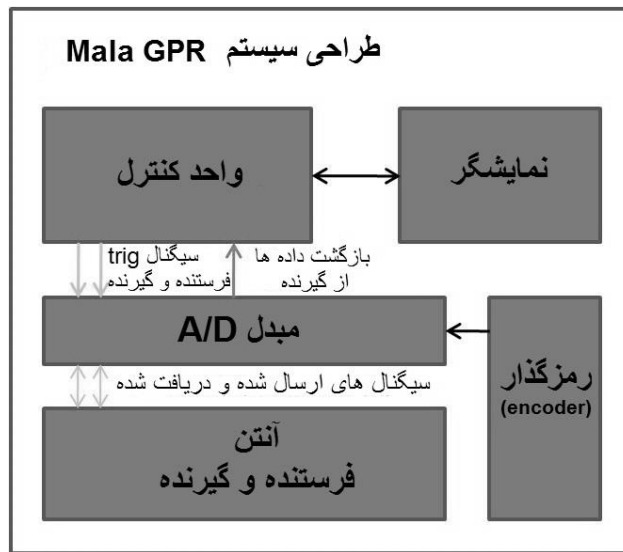 طراحی سیستم Mala GPR
واحد کنترل
نمایشگر
سیگنال trig
فرستنده و گیرنده
بازگشت داده ها
از گیرنده
مبدل A/D
رمزگذار
(encoder)
سیگنال های ارسال شده و دریافت شده
آنتن
فرستنده و گیرنده